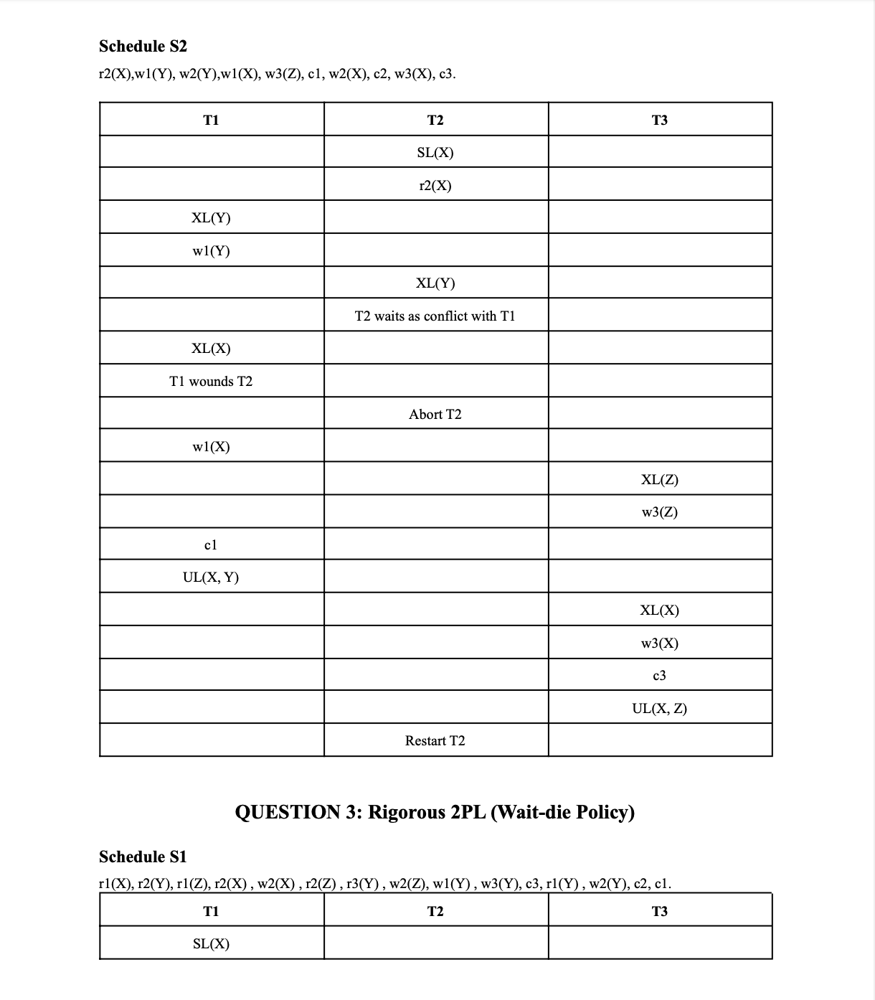 Schedule S2
r2(X),w1(Y), w2(Y),w1(X), w3(Z), c1, w2(X), c2, w3(X), c3.
T1 T2 T3
SL(X)
r2(X)
XL(Y)
w1(Y)
XL(Y)
T2 waits as conflict with T1
XL(X)
T1 wounds T2
Abort T2
w1(X)
XL(Z)
w3(Z)
c1
UL(X, Y)
XL(X)
w3(X)
c3
UL(X, Z)
Restart T2
QUESTION 3: Rigorous 2PL (Wait-die Policy)
Schedule S1
r1(X), r2(Y), r1(Z), r2(X) , w2(X) , r2(Z) , r3(Y) , w2(Z), w1(Y) , w3(Y), c3, r1(Y) , w2(Y), c2, c1.
T1 T2 T3
SL(X)